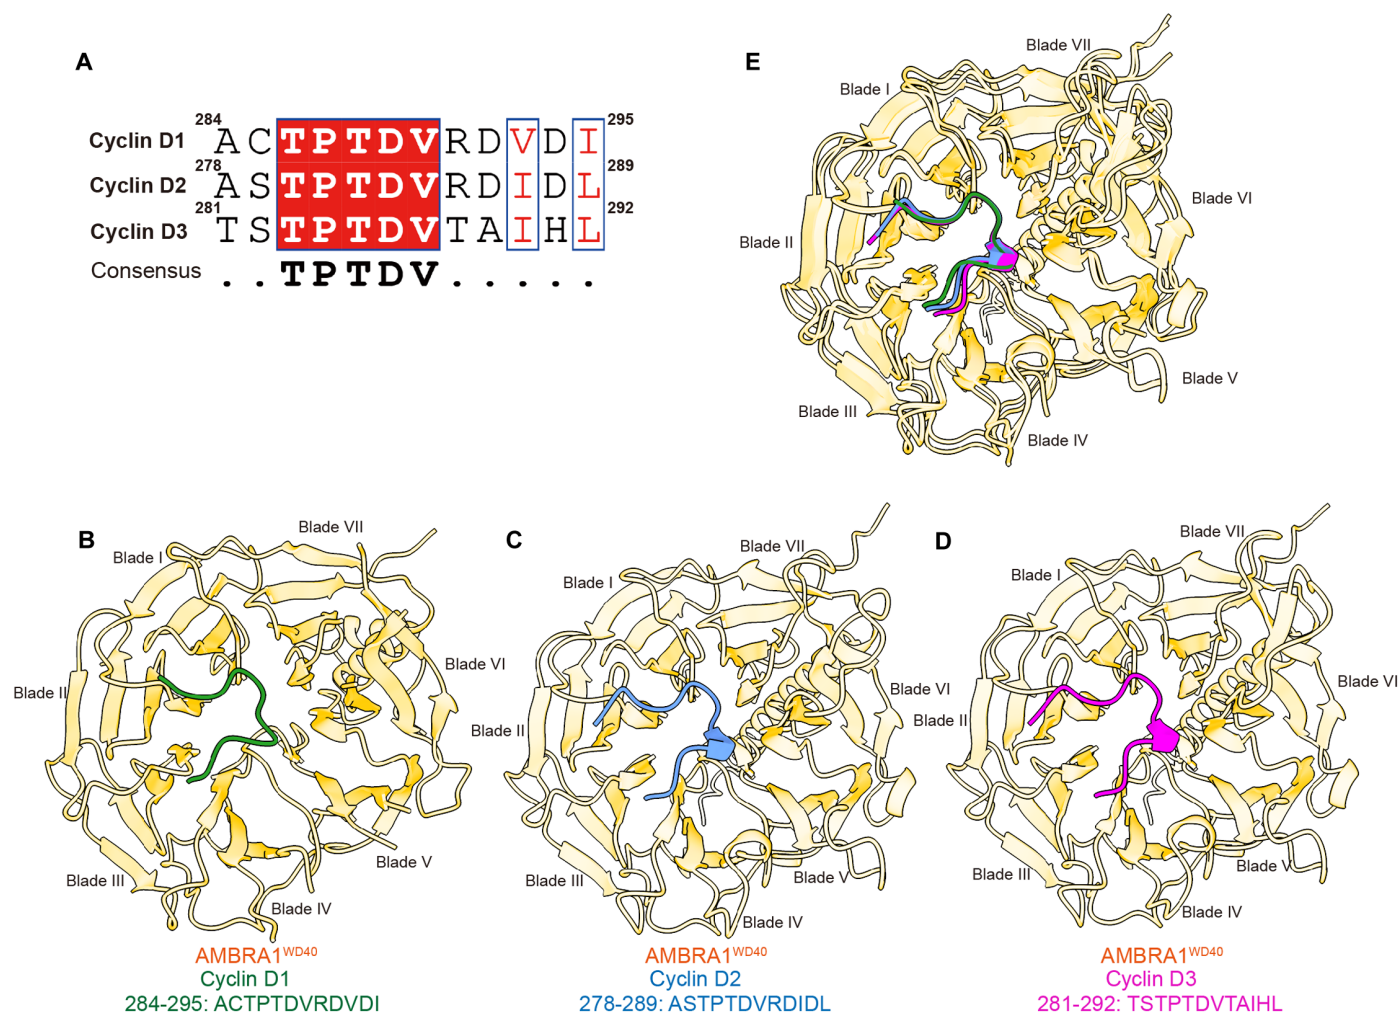 A
284 295
Cyclin D1 A C T P T D V R D V D I
278 289
Cyclin D2 A S T P T D V R D I D L
281 292
Cyclin D3 T S T P T D V T A I H L
Consensus . . T P T D V . . . . .
E
Blade VII
Blade I
Blade VI
Blade II
Blade V
Blade III
Blade IV
B
Blade VII
Blade I
Blade VI
Blade II
Blade V
Blade III
Blade IV
AMBRA1WD40
Cyclin D1
284-295: ACTPTDVRDVDI
C
Blade VII
Blade I
Blade VI
Blade II
Blade V
Blade III
Blade IV
AMBRA1WD40
Cyclin D2
278-289: ASTPTDVRDIDL
D
Blade VII
Blade I
Blade VI
Blade II
Blade V
Blade III
Blade IV
AMBRA1WD40
Cyclin D3
281-292: TSTPTDVTAIHL